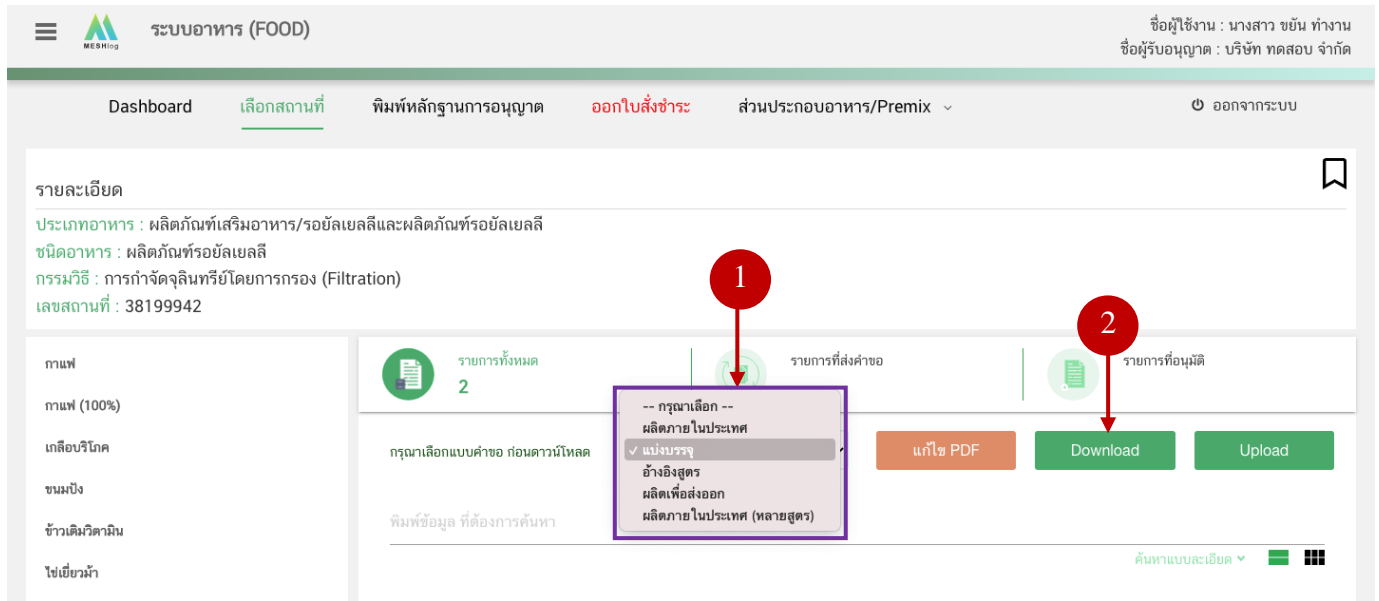 ระบบอาหาร (FOOD)
MESHlog
ชื่อผู้ใช้งาน : นางสาว ขยัน ทำงาน
ชื่อผู้รับอนุญาต : บริษัท ทดสอบ จำกัด
Dashboard เลือกสถานที่ พิมพ์หลักฐานการอนุญาต ออกใบสั่งชำระ ส่วนประกอบอาหาร/Premix ออกจากระบบ
รายละเอียด
ประเภทอาหาร : ผลิตภัณฑ์เสริมอาหาร/รอยัลเยลลีและผลิตภัณฑ์รอยัลเยลลี
ชนิดอาหาร : ผลิตภัณฑ์รอยัลเยลลี
กรรมวิธี : การกำจัดจุลินทรีย์โดยการกรอง (Filtration)
เลขสถานที่ : 38199942
1
2
กาแฟ
กาแฟ (100%)
เกลือบริโภค
ขนมปัง
ข้าวเติมวิตามิน
ไข่เยี่ยวม้า
รายการทั้งหมด
2
รายการที่ส่งคำขอ
รายการที่อนุมัติ
กรุณาเลือกแบบคำขอ ก่อนดาวน์โหลด
-- กรุณาเลือก --
ผลิตภายในประเทศ
✓ แบ่งบรรจุ
อ้างอิงสูตร
ผลิตเพื่อส่งออก
ผลิตภายในประเทศ (หลายสูตร)
แก้ไข PDF Download Upload
พิมพ์ข้อมูล ที่ต้องการค้นหา
ค้นหาแบบละเอียด